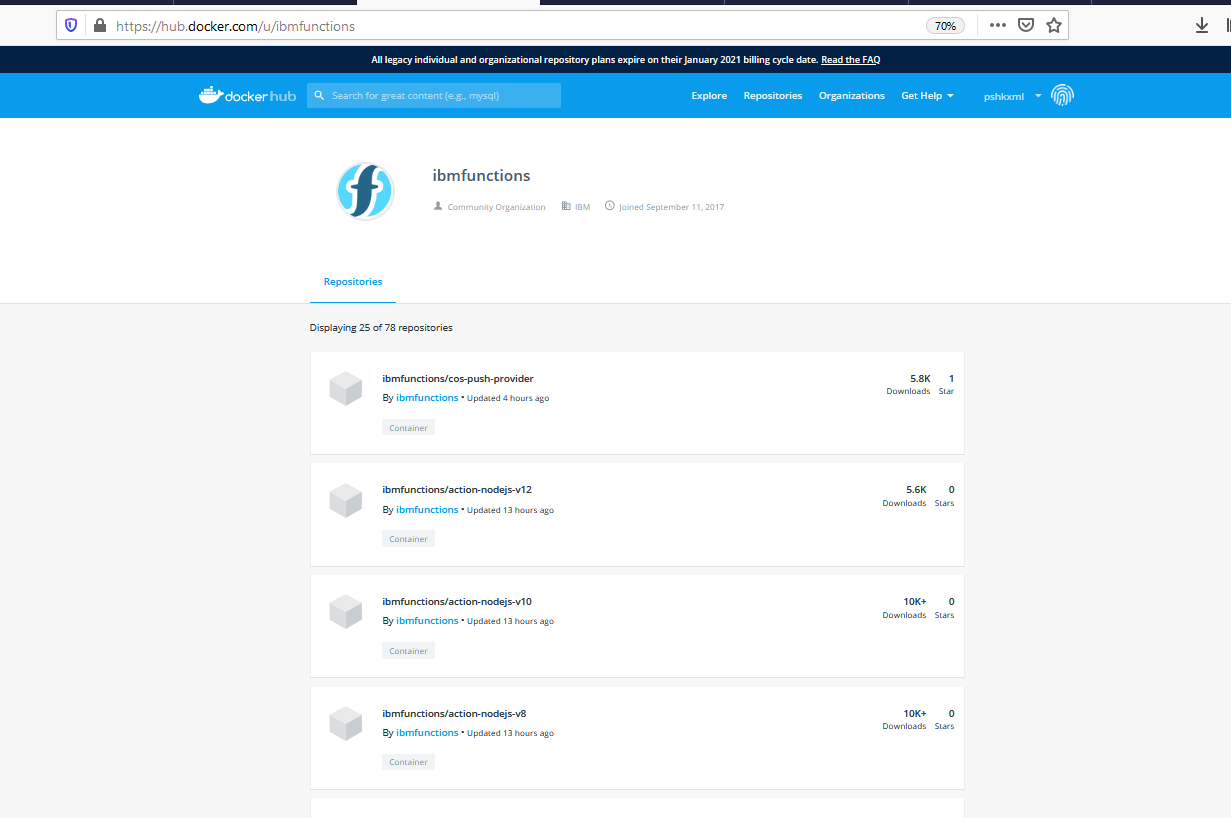 https://hub.docker.com/u/ibmfunctions 70%
All legacy individual and organizational repository plans expire on their January 2021 billing cycle date. Read the FAQ
docker hub Search for great content (e.g., mysql) Explore Repositories Organizations Get Help pshkxml
ibmfunctions
Community Organization IBM Joined September 11, 2017
Repositories
Displaying 25 of 78 repositories
ibmfunctions/cos-push-provider 5.8K 1
By ibmfunctions • Updated 4 hours ago Downloads Star
Container
ibmfunctions/action-nodejs-v12 5.6K 0
By ibmfunctions • Updated 13 hours ago Downloads Stars
Container
ibmfunctions/action-nodejs-v10 10K+ 0
By ibmfunctions • Updated 13 hours ago Downloads Stars
Container
ibmfunctions/action-nodejs-v8 10K+ 0
By ibmfunctions • Updated 13 hours ago Downloads Stars
Container